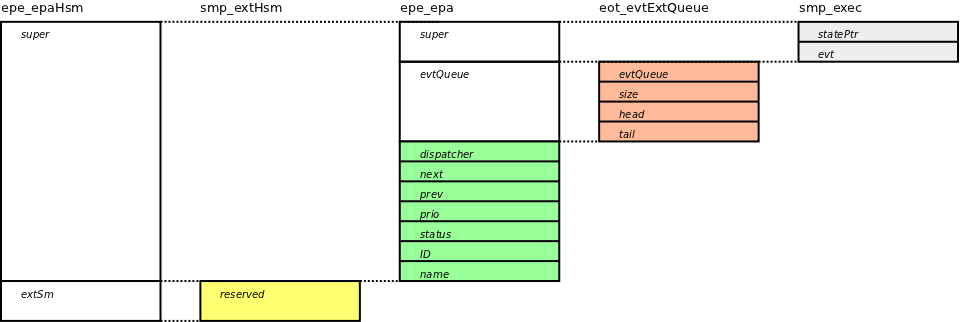 epe_epaHsm smp_extHsm epe_epa eot_evtExtQueue smp_exec
super super statePtr
evt
evtQueue evtQueue
size
head
tail
dispatcher
next
prev
prio
status
ID
name
extSm reserved